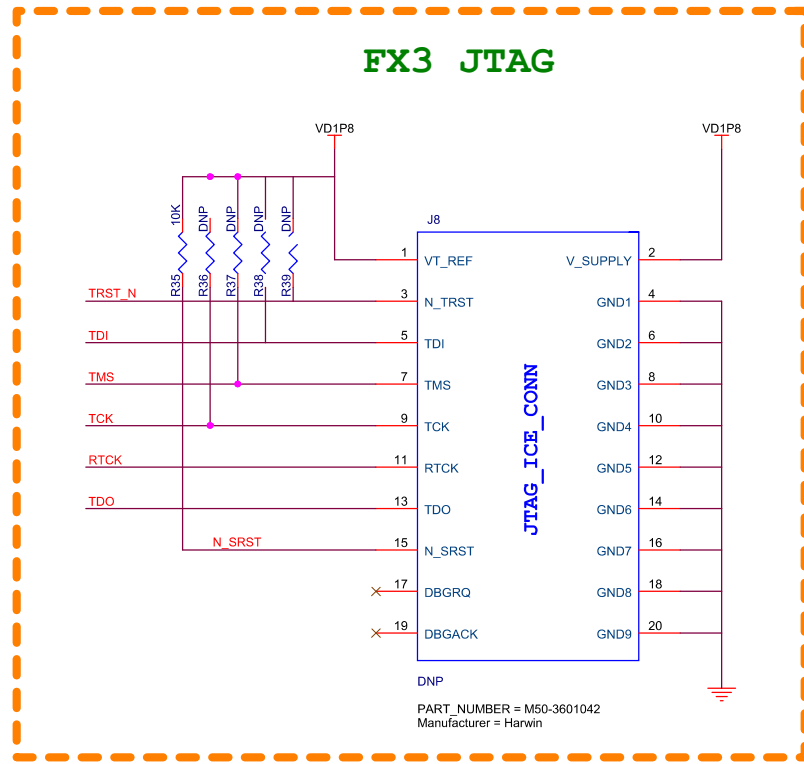 FX3 JTAG
VD1P8
VD1P8
10K
DNP
DNP
DNP
DNP
R35
R36
R37
R38
R39
J8
1
VT_REF
V_SUPPLY
2
TRST_N
3
N_TRST
GND1
4
TDI
5
TDI
GND2
6
TMS
7
TMS
GND3
8
TCK
9
TCK
GND4
10
RTCK
11
RTCK
GND5
12
TDO
13
TDO
GND6
14
N_SRST
15
N_SRST
GND7
16
17
DBGRQ
GND8
18
19
DBGACK
GND9
20
JTAG_ICE_CONN
DNP
PART_NUMBER = M50-3601042
Manufacturer = Harwin